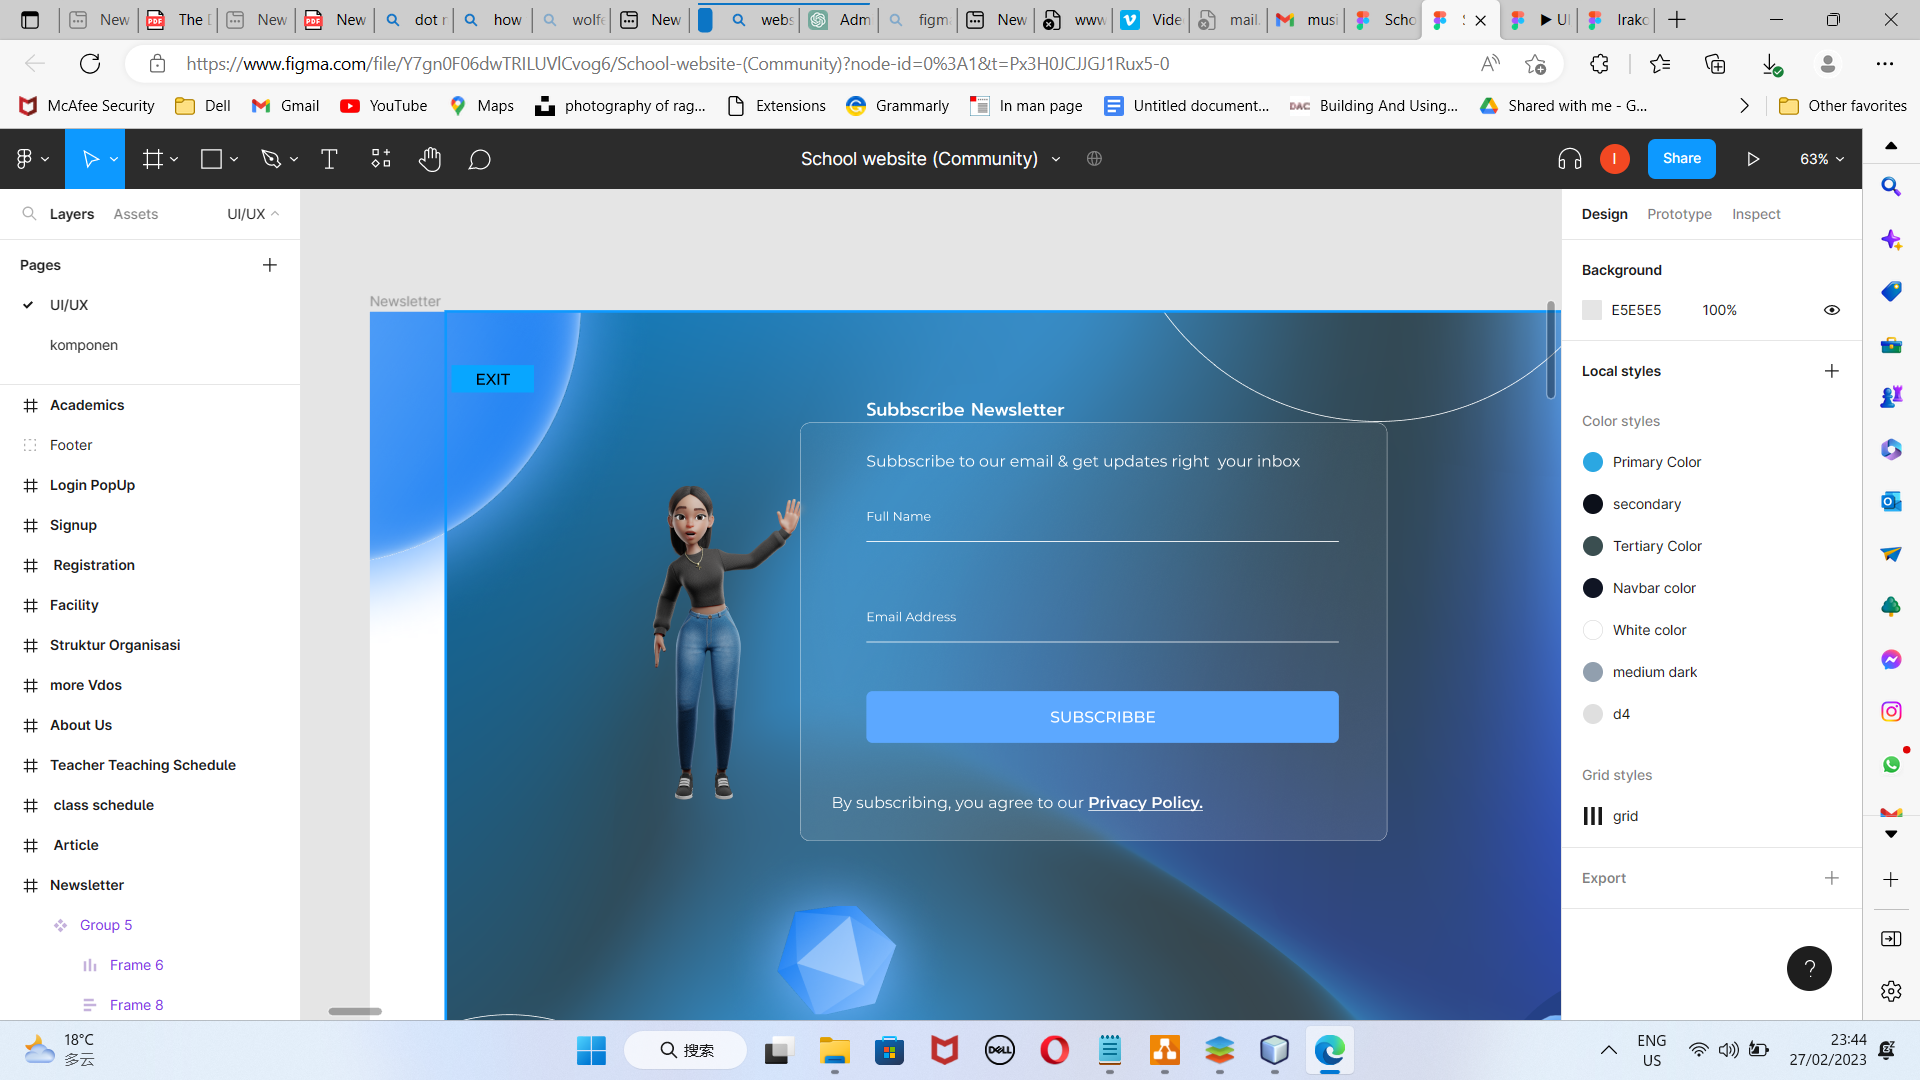 New
The D
New
New
dot r
how
wolfe
New
webs
Adm
figm
New
www
Vide
mail.
musi
Scho
UI
Irako
https://www.figma.com/file/Y7gn0F06dwTRILUVlCvog6/School-website-(Community)?node-id=0%3A1&t=Px3H0JCJJGJ1Rux5-0
McAfee Security
Dell
Gmail
YouTube
Maps
photography of rag...
Extensions
Grammarly
In man page
Untitled document...
DAC
Building And Using...
Shared with me - G...
Other favorites
School website (Community)
I
Share
63%
Layers
Assets
UI/UX
Pages
UI/UX
komponen
Academics
Footer
Login PopUp
Signup
Registration
Facility
Struktur Organisasi
more Vdos
About Us
Teacher Teaching Schedule
class schedule
Article
Newsletter
Group 5
Frame 6
Frame 8
Newsletter
EXIT
Subbscribe Newsletter
Subbscribe to our email & get updates right  your inbox
Full Name
Email Address
SUBSCRIBBE
By subscribing, you agree to our Privacy Policy.
Design
Prototype
Inspect
Background
E5E5E5
100%
Local styles
Color styles
Primary Color
secondary
Tertiary Color
Navbar color
White color
medium dark
d4
Grid styles
grid
Export
?
18°C
多云
搜索
DELL
ENG
US
23:44
27/02/2023